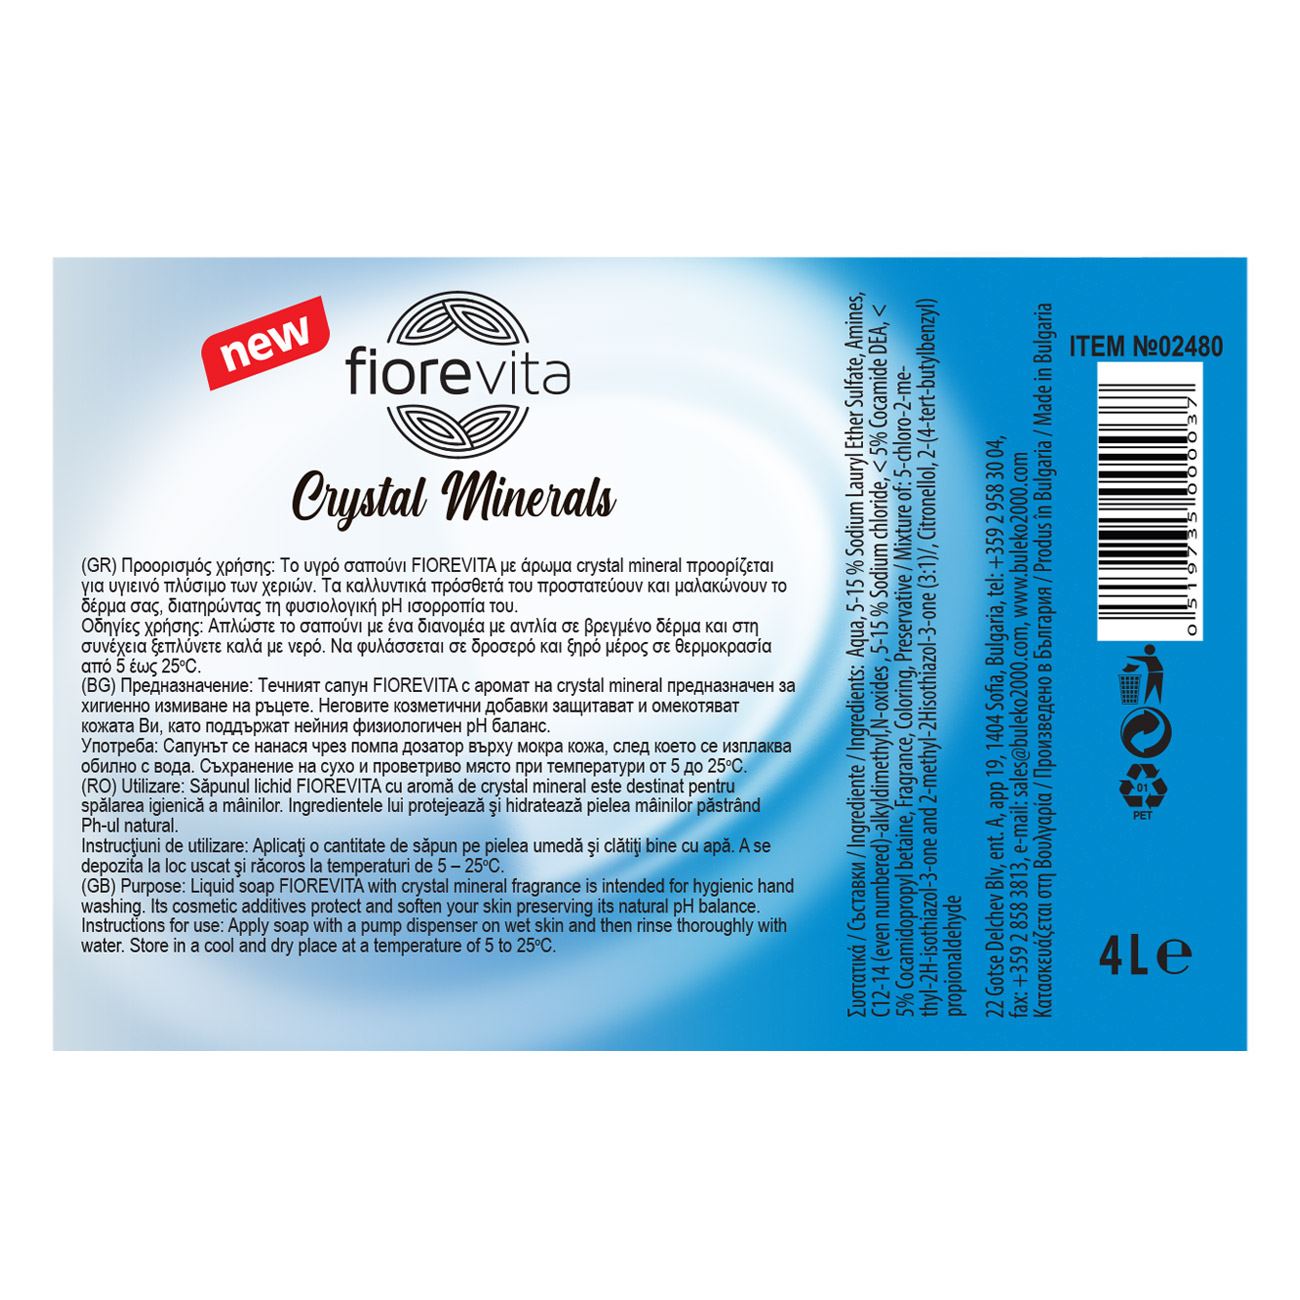 new
fiorevita
Crystal Minerals
(GR) Προορισμός χρήσης: Το υγρό σαπούνι FIOREVITA με άρωμα crystal mineral προορίζεται
για υγιεινό πλύσιμο των χεριών. Τα καλλυντικά πρόσθετά του προστατεύουν και μαλακώνουν το
δέρμα σας, διατηρώντας τη φυσιολογική pH ισορροπία του.
Οδηγίες χρήσης: Απλώστε το σαπούνι με ένα διανομέα με αντλία σε βρεγμένο δέρμα και στη
συνέχεια ξεπλύνετε καλά με νερό. Να φυλάσσεται σε δροσερό και ξηρό μέρος σε θερμοκρασία
από 5 έως 25ºC.
(BG) Предназначение: Течният сапун FIOREVITA с аромат на crystal mineral предназначен за
хигиенно измиване на ръцете. Неговите козметични добавки защитават и омекотяват
кожата Ви, като поддържат нейния физиологичен pH баланс.
Употреба: Сапунът се нанася чрез помпа дозатор върху мокра кожа, след което се изплаква
обилно с вода. Съхранение на сухо и проветриво място при температури от 5 до 25ºC.
(RO) Utilizare: Săpunul lichid FIOREVITA cu aromă de crystal mineral este destinat pentru
spălarea igienică a mâinilor. Ingredientele lui protejează şi hidratează pielea mâinilor păstrând
Ph-ul natural.
Instrucţiuni de utilizare: Aplicaţi o cantitate de săpun pe pielea umedă şi clătiţi bine cu apă. A se
depozita la loc uscat şi răcoros la temperaturi de 5 – 25ºC.
(GB) Purpose: Liquid soap FIOREVITA with crystal mineral fragrance is intended for hygienic hand
washing. Its cosmetic additives protect and soften your skin preserving its natural pH balance.
Instructions for use: Apply soap with a pump dispenser on wet skin and then rinse thoroughly with
water. Store in a cool and dry place at a temperature of 5 to 25ºC.
Συστατικά / Съставки / Ingrediente / Ingredients: Aqua, 5-15 % Sodium Lauryl Ether Sulfate, Amines,
C12-14 (even numbered)-alkyldimethyl,N-oxides , 5-15 % Sodium chloride, < 5% Cocamide DEA, <
5% Cocamidopropyl betaine, Fragrance, Coloring, Preservative / Mixture of: 5-chloro-2-me-
thyl-2H-isothiazol-3-one and 2-methyl-2Hisothiazol-3-one (3:1)/, Citronellol, 2-(4-tert-butylbenzyl)
propionaldehyde
22 Gotse Delchev Blv, ent. A, app 19, 1404 Sofia, Bulgaria, tel: +359 2 958 30 04,
fax: +359 2 858 3813, e-mail: sales@buleko2000.com, www.buleko2000.com
Κατασκευάζεται στη Βουλγαρία / Произведено в България / Produs în Bulgaria / Made in Bulgaria
ITEM №02480
0 519735 000037
01
PET
4 L e